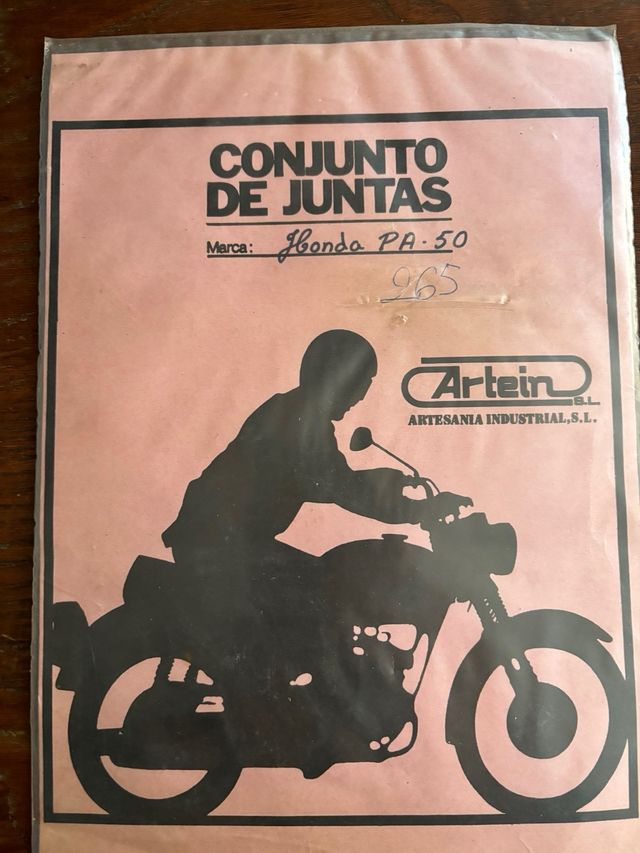 CONJUNTO
DE JUNTAS
Marca: Honda PA-50
265
Artein
S.L.
ARTESANIA INDUSTRIAL,S.L.